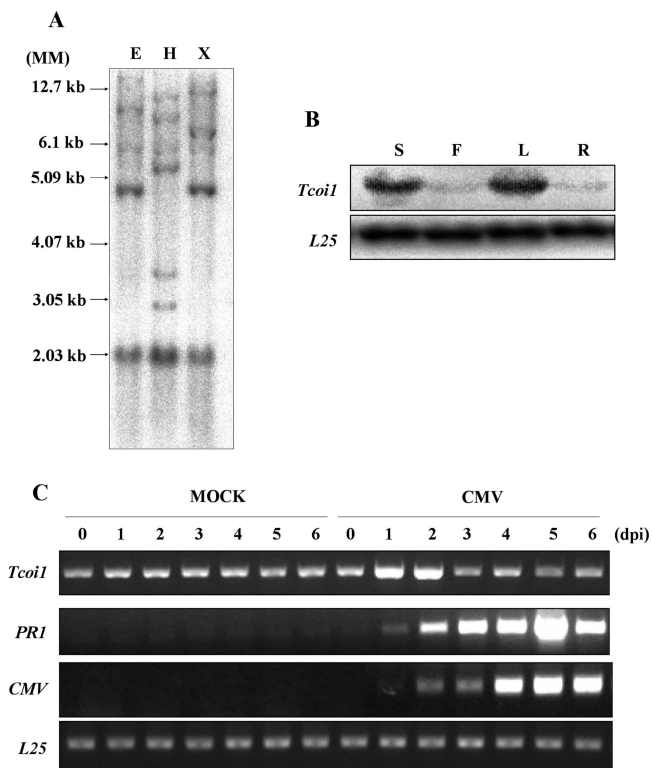 A
E H X
(MM)
12.7 kb
6.1 kb
5.09 kb
4.07 kb
3.05 kb
2.03 kb
B
S F L R
Tcoi1
L25
C
MOCK CMV
0 1 2 3 4 5 6 0 1 2 3 4 5 6 (dpi)
Tcoi1
PR1
CMV
L25